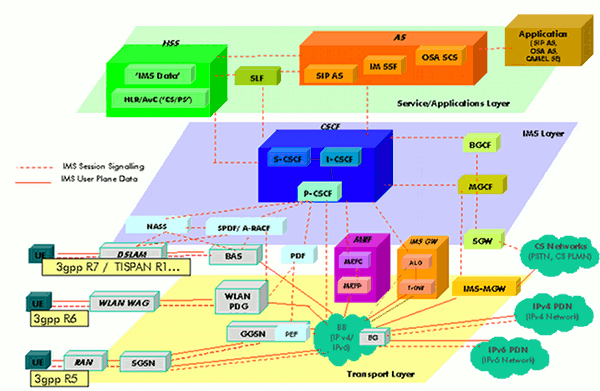 HSS
AS
Application
(SIP AS,
OSA AS,
CAMEL SE)
'IMS Data'
HLR/AuC ('CS/PS')
SLF
SIP AS
IM SSF
OSA SCS
Service/Applications Layer
CSCF
IMS Layer
S-CSCF
I-CSCF
P-CSCF
BGCF
MGCF
SGW
IMS Session Signalling
IMS User Plane Data
NASS
SPDF/ A-RACF
UE
DSLAM
BAS
3gpp R7 / TISPAN R1...
PDF
MRF
MRFC
MRFP
IMS GW
ALG
CS Networks
(PSTN, CS PLMN)
IMS-MGW
UE
WLAN WAG
WLAN
PDG
3gpp R6
GGSN
PEF
BB
(IPv4/
IPv6)
BG
IPv4 PDN
(IPv4 Network)
IPv6 PDN
(IPv6 Network)
UE
RAN
SGSN
3gpp R5
Transport Layer